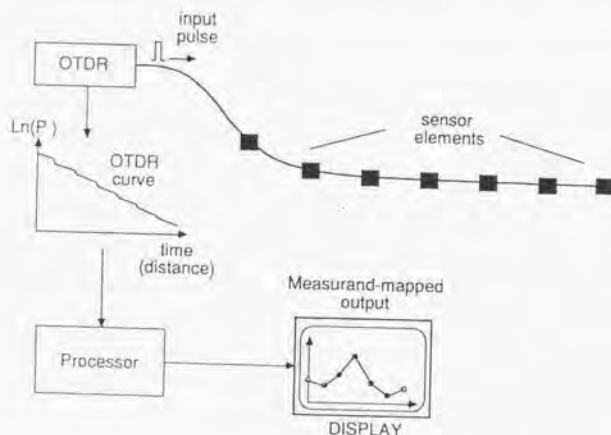 input
pulse
OTDR
Ln(P )
OTDR
curve
sensor
elements
time
(distance)
Measurand-mapped
output
Processor
DISPLAY